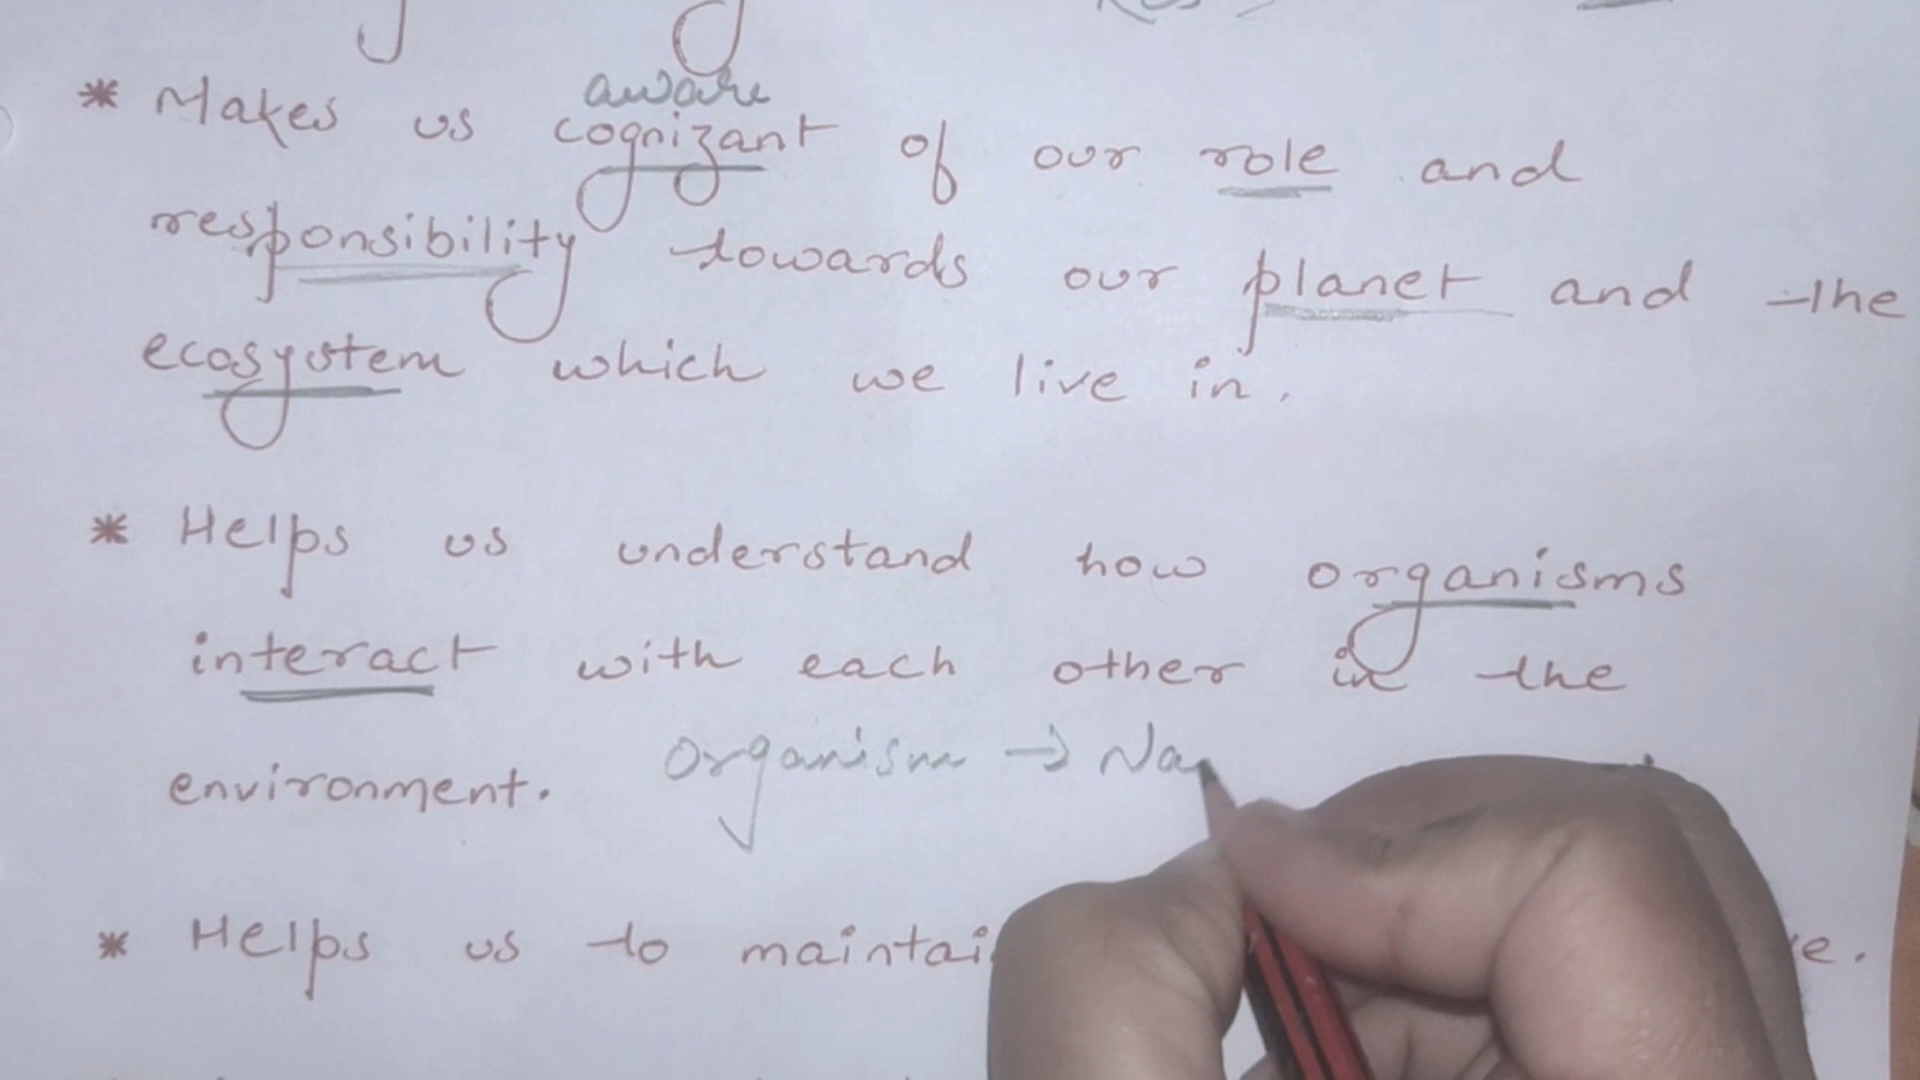 aware
* Makes us cognizant of our role and
responsibility towards our planet and the
ecosystem which we live in.
* Helps us understand how organisms
interact with each other in the
environment. Organism → Na
* Helps us to